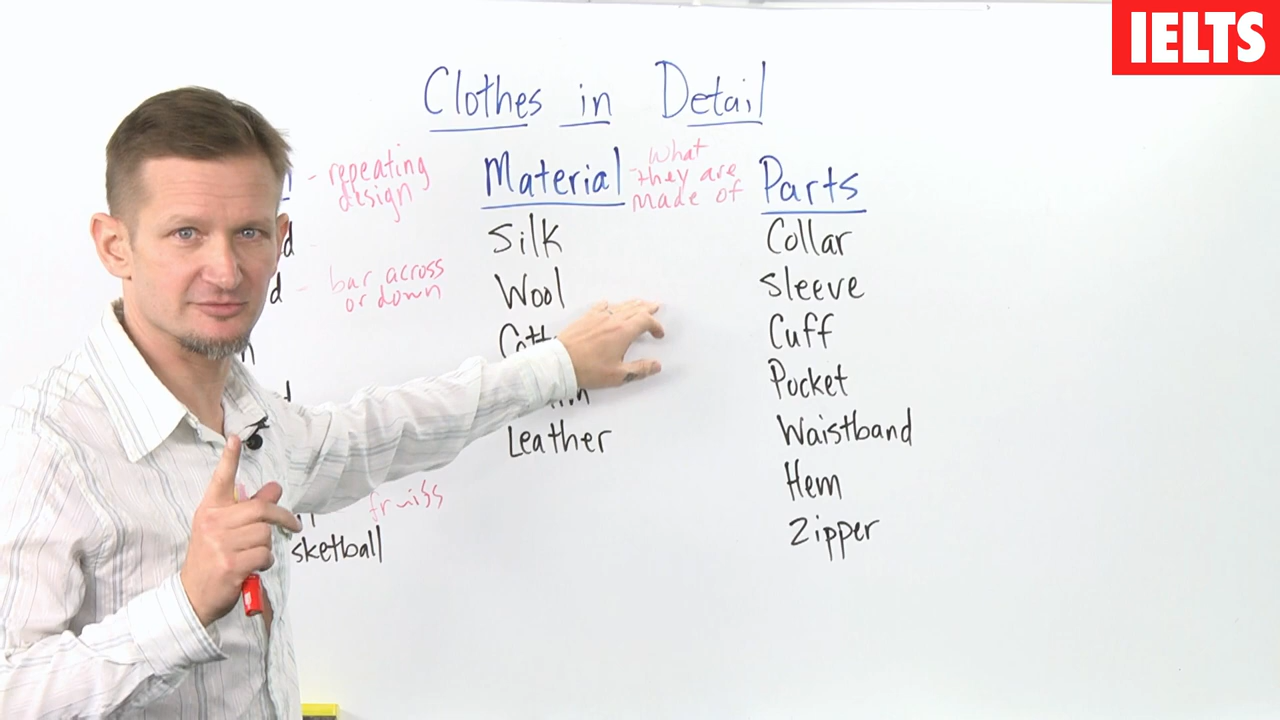 IELTS
Clothes in Detail
- repeating
design
- bar across
or down
Material
- What
they are
made of
Silk
Wool
Leather
Parts
Collar
Sleeve
Cuff
Pocket
Waistband
Hem
Zipper